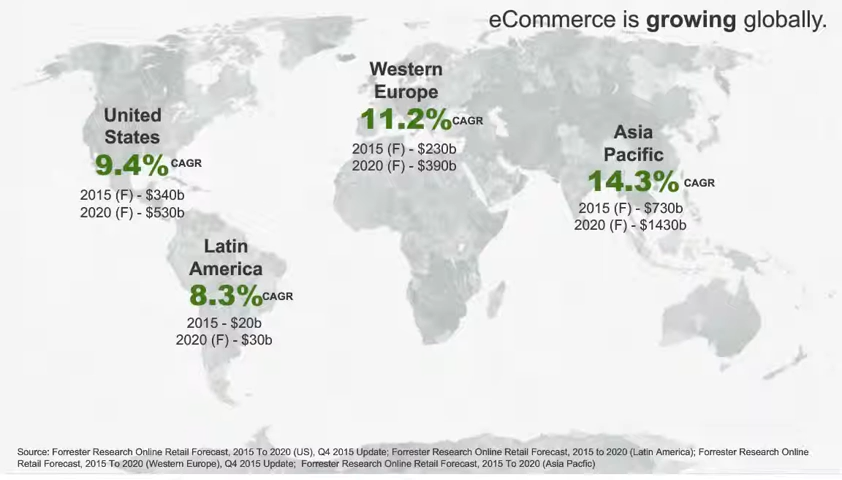 eCommerce is growing globally.
Western
Europe
11.2% CAGR
2015 (F) - $230b
2020 (F) - $390b
United
States
9.4% CAGR
2015 (F) - $340b
2020 (F) - $530b
Asia
Pacific
14.3% CAGR
2015 (F) - $730b
2020 (F) - $1430b
Latin
America
8.3% CAGR
2015 - $20b
2020 (F) - $30b
Source: Forrester Research Online Retail Forecast, 2015 To 2020 (US), Q4 2015 Update; Forrester Research Online Retail Forecast, 2015 to 2020 (Latin America); Forrester Research Online
Retail Forecast, 2015 To 2020 (Western Europe), Q4 2015 Update; Forrester Research Online Retail Forecast, 2015 To 2020 (Asia Pacfic)